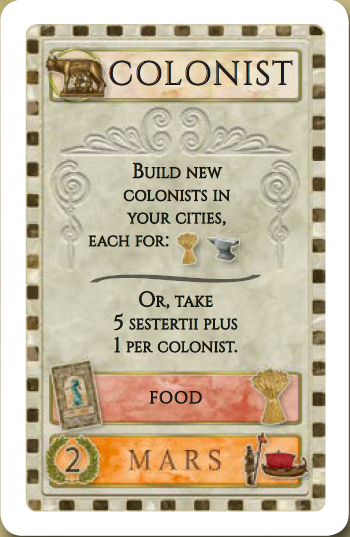 COLONIST
BUILD NEW
COLONISTS IN
YOUR CITIES,
EACH FOR:
OR, TAKE
5 SESTERTII PLUS
1 PER COLONIST.
FOOD
2 MARS